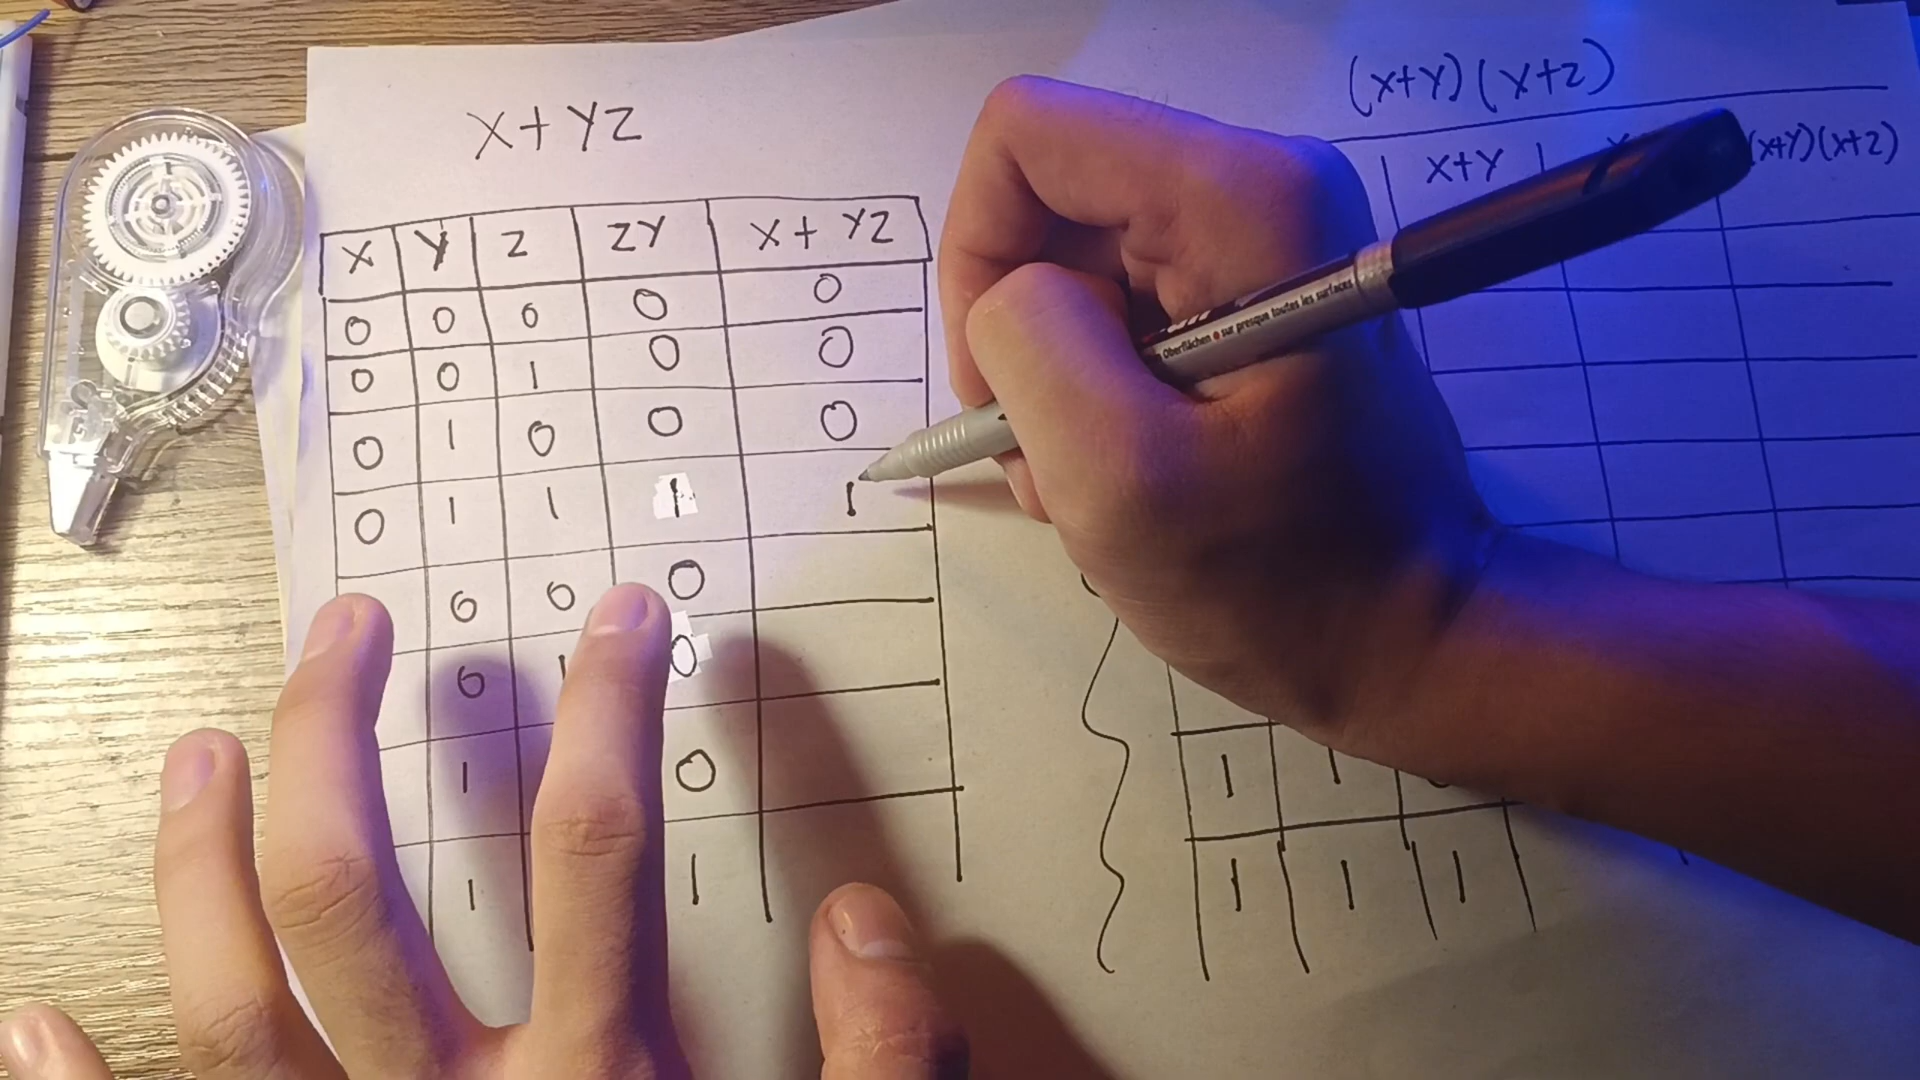 X+YZ
X Y Z ZY X+YZ
0 0 0 0 0
0 0 1 0 0
0 1 0 0 0
0 1 1 1 1
0 0 0
0 1 0
1 0
1 1
(X+Y)(Y+Z)
X+Y (X+Y)(X+Z)
1 1
1 1 1
Oberflächen ● sur presque toutes les surfaces